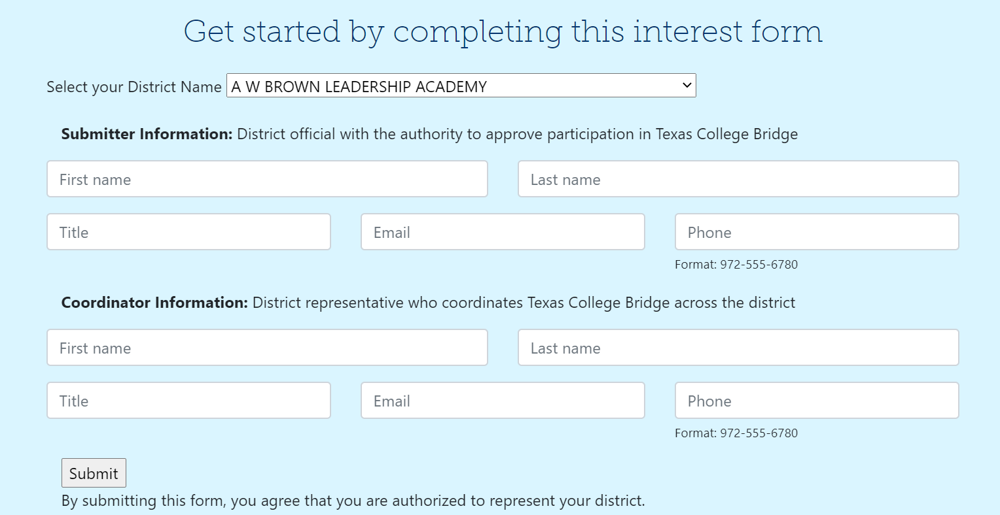 Get started by completing this interest form
Select your District Name A W BROWN LEADERSHIP ACADEMY
Submitter Information: District official with the authority to approve participation in Texas College Bridge
First name Last name
Title Email Phone
Format: 972-555-6780
Coordinator Information: District representative who coordinates Texas College Bridge across the district
First name Last name
Title Email Phone
Format: 972-555-6780
Submit
By submitting this form, you agree that you are authorized to represent your district.